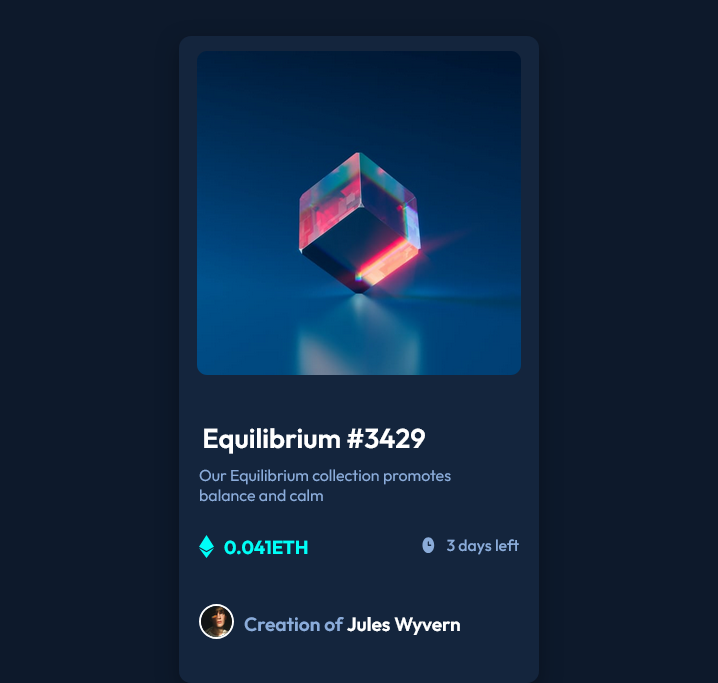 Equilibrium #3429
Our Equilibrium collection promotes
balance and calm
0.041ETH
3 days left
Creation of Jules Wyvern